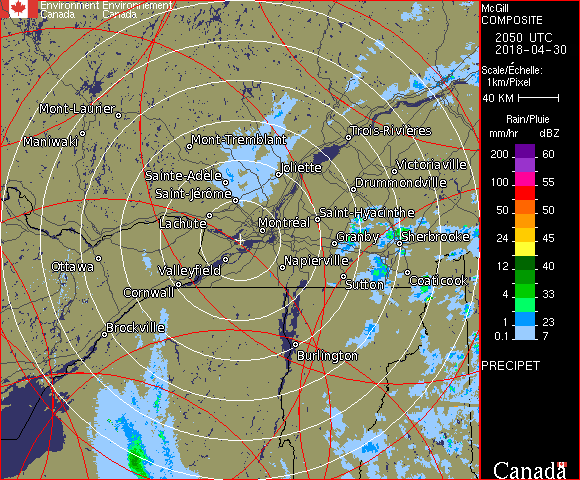 Environment Environnement
Canada Canada
McGill
COMPOSITE
2050 UTC
2018-04-30
Scale/Échelle:
1km/Pixel
40 KM
Rain/Pluie
mm/hr dBZ
200 60
100 55
50 50
24 45
12 40
4 33
1 23
0.1 7
PRECIPET
Canada
Mont-Laurier
Maniwaki
Mont-Tremblant
Trois-Rivières
Joliette
Victoriaville
Sainte-Adèle
Drummondville
Saint-Jérôme
Saint-Hyacinthe
Lachute
Montréal
Granby
Sherbrooke
Ottawa
Valleyfield
Napierville
Sutton
Coaticook
Cornwall
Brockville
Burlington